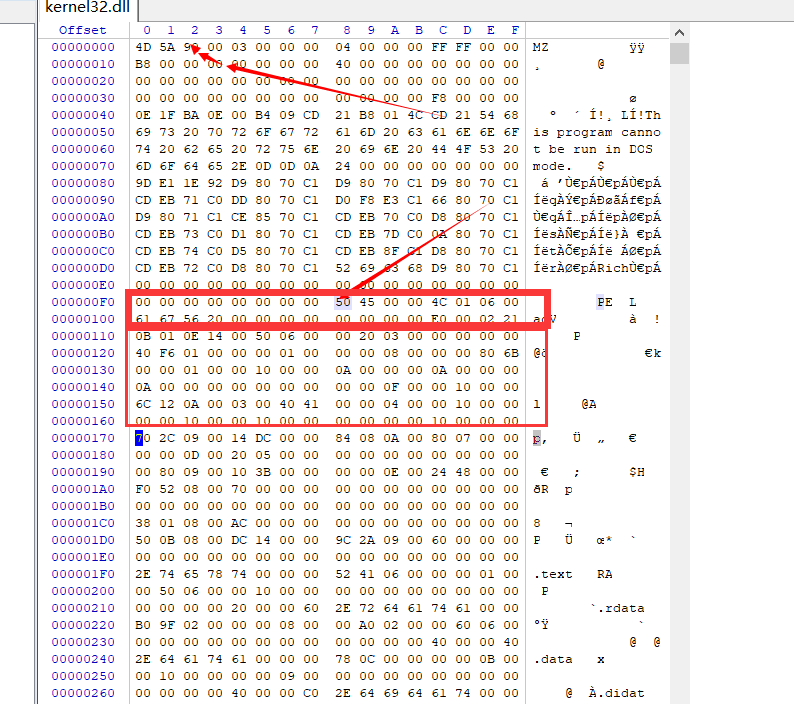 kernel32.dll
Offset 0 1 2 3 4 5 6 7 8 9 A B C D E F
00000000 4D 5A 90 00 03 00 00 00 04 00 00 00 FF FF 00 00 MZ ÿÿ
00000010 B8 00 00 00 00 00 00 00 40 00 00 00 00 00 00 00 ¸ @
00000020 00 00 00 00 00 00 00 00 00 00 00 00 00 00 00 00
00000030 00 00 00 00 00 00 00 00 00 00 00 00 F8 00 00 00 ø
00000040 0E 1F BA 0E 00 B4 09 CD 21 B8 01 4C CD 21 54 68 º ´ Í!¸ LÍ!Th
00000050 69 73 20 70 72 6F 67 72 61 6D 20 63 61 6E 6E 6F is program canno
00000060 74 20 62 65 20 72 75 6E 20 69 6E 20 44 4F 53 20 t be run in DOS
00000070 6D 6F 64 65 2E 0D 0D 0A 24 00 00 00 00 00 00 00 mode. $
00000080 9D E1 1E 92 D9 80 70 C1 D9 80 70 C1 D9 80 70 C1 á ’Ù€pÁÙ€pÁÙ€pÁ
00000090 CD EB 71 C0 DD 80 70 C1 D0 F8 E3 C1 66 80 70 C1 ÍëqÀÝ€pÁÐøãÁf€pÁ
000000A0 D9 80 71 C1 CE 85 70 C1 CD EB 70 C0 D8 80 70 C1 Ù€qÁÎ…pÁÍëpÀØ€pÁ
000000B0 CD EB 73 C0 D1 80 70 C1 CD EB 7D C0 0A 80 70 C1 ÍësÀÑ€pÁÍë}À €pÁ
000000C0 CD EB 74 C0 D5 80 70 C1 CD EB 8F C1 D8 80 70 C1 ÍëtÀÕ€pÁÍë ÁØ€pÁ
000000D0 CD EB 72 C0 D8 80 70 C1 52 69 63 68 D9 80 70 C1 ÍërÀØ€pÁRichÙ€pÁ
000000E0 00 00 00 00 00 00 00 00 00 00 00 00 00 00 00 00
000000F0 00 00 00 00 00 00 00 00 50 45 00 00 4C 01 06 00 PE L
00000100 61 67 56 20 00 00 00 00 00 00 00 00 E0 00 02 21 agV à !
00000110 0B 01 0E 14 00 50 06 00 00 20 03 00 00 00 00 00 P
00000120 40 F6 01 00 00 00 01 00 00 00 08 00 00 00 80 6B @ö €k
00000130 00 00 01 00 00 10 00 00 0A 00 00 00 0A 00 00 00
00000140 0A 00 00 00 00 00 00 00 00 00 0F 00 00 10 00 00
00000150 6C 12 0A 00 03 00 40 41 00 00 04 00 00 10 00 00 l @A
00000160 00 00 10 00 00 10 00 00 00 00 00 00 10 00 00 00
00000170 70 2C 09 00 14 DC 00 00 84 08 0A 00 80 07 00 00 p, Ü „ €
00000180 00 00 0D 00 20 05 00 00 00 00 00 00 00 00 00 00
00000190 00 80 09 00 10 3B 00 00 00 00 0E 00 24 48 00 00 € ; $H
000001A0 F0 52 08 00 70 00 00 00 00 00 00 00 00 00 00 00 ðR p
000001B0 00 00 00 00 00 00 00 00 00 00 00 00 00 00 00 00
000001C0 38 01 08 00 AC 00 00 00 00 00 00 00 00 00 00 00 8 ¬
000001D0 50 0B 08 00 DC 14 00 00 9C 2A 09 00 60 00 00 00 P Ü œ* `
000001E0 00 00 00 00 00 00 00 00 00 00 00 00 00 00 00 00
000001F0 2E 74 65 78 74 00 00 00 52 41 06 00 00 00 01 00 .text RA
00000200 00 50 06 00 00 10 00 00 00 00 00 00 00 00 00 00 P
00000210 00 00 00 00 20 00 00 60 2E 72 64 61 74 61 00 00 `.rdata
00000220 B0 9F 02 00 00 00 08 00 00 A0 02 00 00 60 06 00 °Ÿ `
00000230 00 00 00 00 00 00 00 00 00 00 00 00 40 00 00 40 @ @
00000240 2E 64 61 74 61 00 00 00 78 0C 00 00 00 00 0B 00 .data x
00000250 00 10 00 00 00 00 09 00 00 00 00 00 00 00 00 00
00000260 00 00 00 00 40 00 00 C0 2E 64 69 64 61 74 00 00 @ À.didat